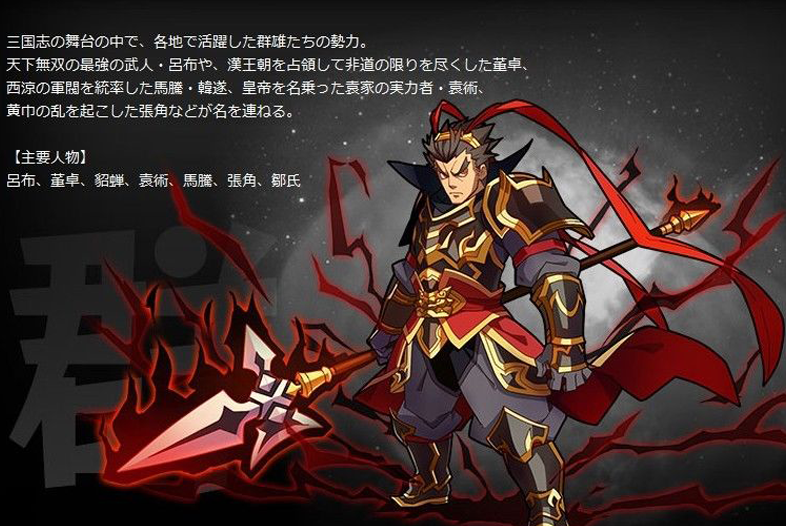 三国志の舞台の中で、各地で活躍した群雄たちの勢力。
天下無双の最強の武人・呂布や、漢王朝を占領して非道の限りを尽くした董卓、
西涼の軍閥を統率した馬騰・韓遂、皇帝を名乗った袁家の実力者・袁術、
黄巾の乱を起こした張角などが名を連ねる。
【主要人物】
呂布、董卓、貂蝉、袁術、馬騰、張角、鄒氏
群